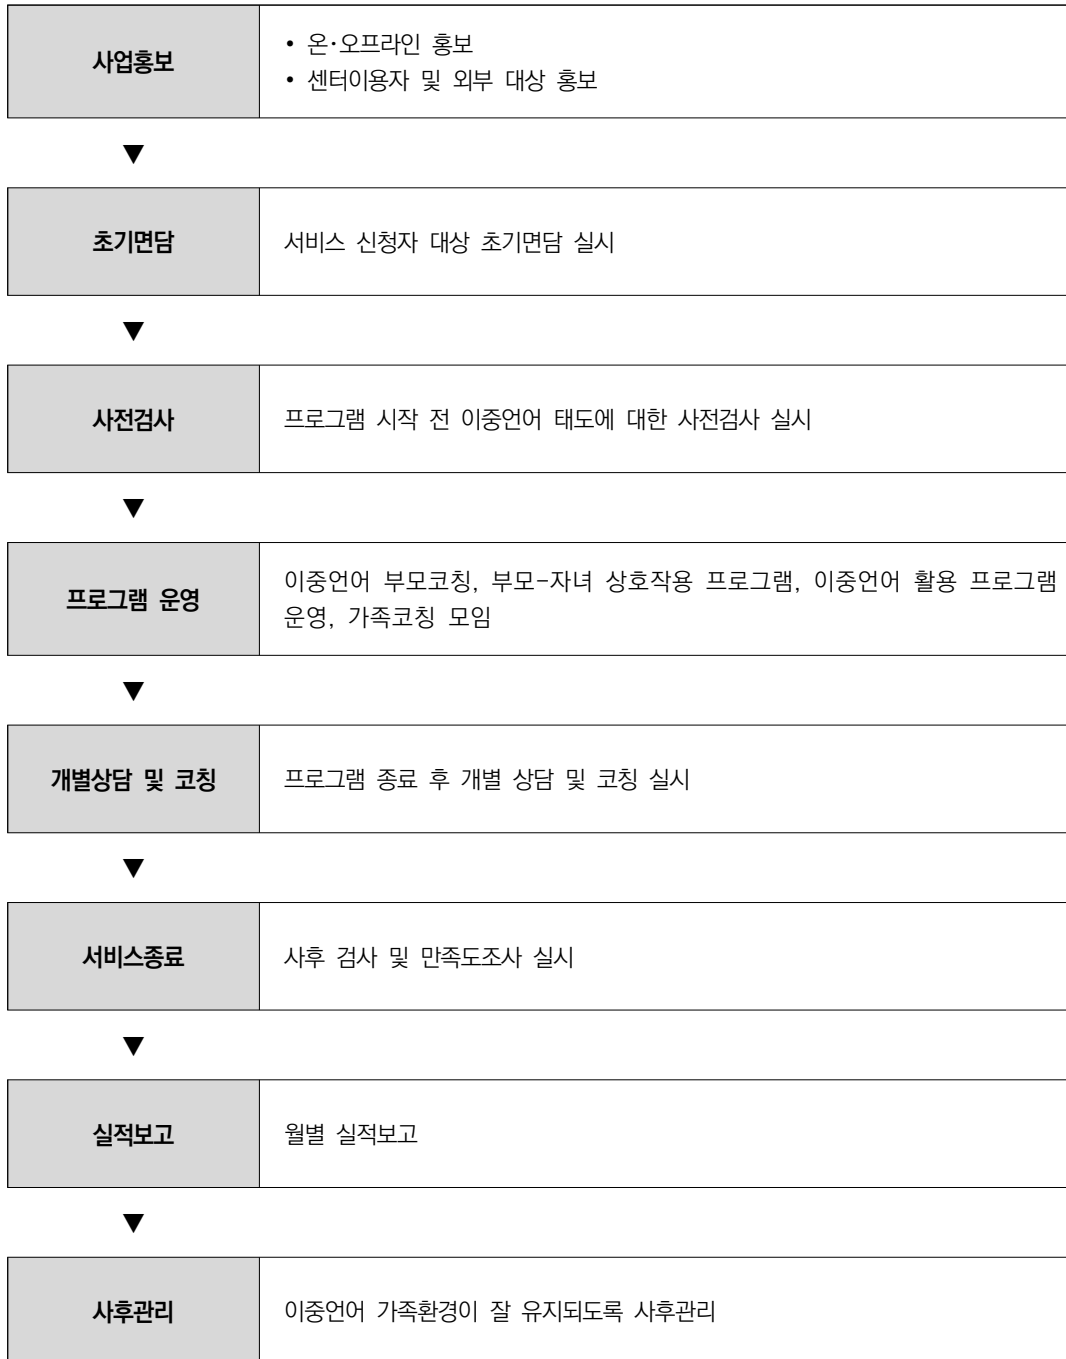 사업홍보
• 온·오프라인 홍보
• 센터이용자 및 외부 대상 홍보
▼
초기면담
서비스 신청자 대상 초기면담 실시
▼
사전검사
프로그램 시작 전 이중언어 태도에 대한 사전검사 실시
▼
프로그램 운영
이중언어 부모코칭, 부모-자녀 상호작용 프로그램, 이중언어 활용 프로그램
운영, 가족코칭 모임
▼
개별상담 및 코칭
프로그램 종료 후 개별 상담 및 코칭 실시
▼
서비스종료
사후 검사 및 만족도조사 실시
▼
실적보고
월별 실적보고
▼
사후관리
이중언어 가족환경이 잘 유지되도록 사후관리